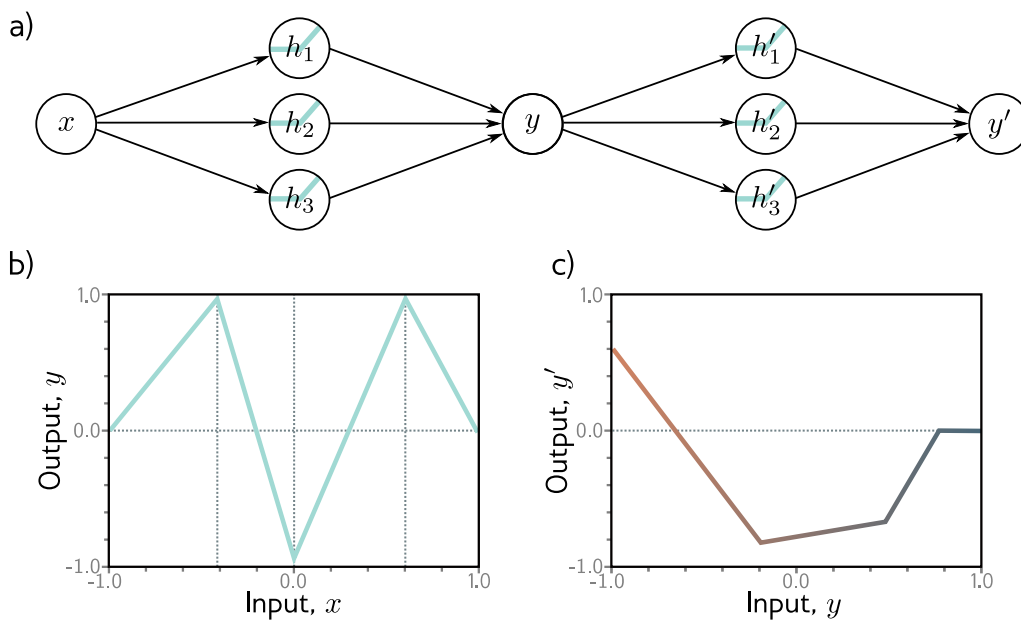 a)
x
h₁
h₂
h₃
y
h′₁
h′₂
h′₃
y′
b)
1.0
0.0
-1.0
Output, y
-1.0 0.0 1.0
Input, x
c)
1.0
0.0
-1.0
Output, y′
-1.0 0.0 1.0
Input, y